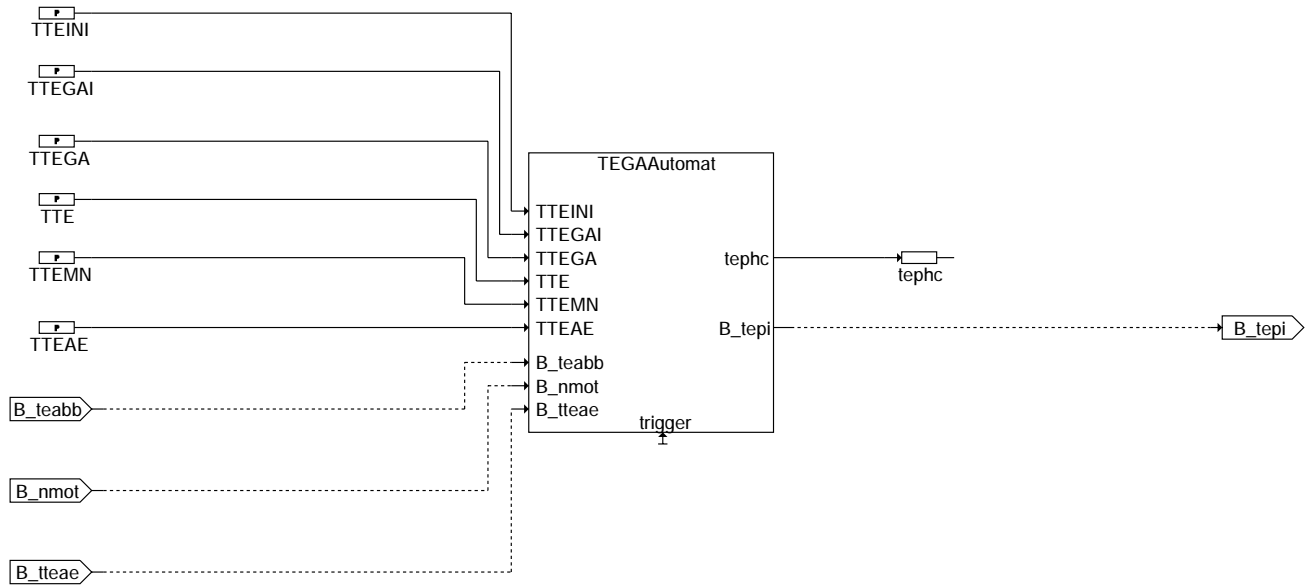 P
TTEINI
P
TTEGAI
P
TTEGA
P
TTE
P
TTEMN
P
TTEAE
B_teabb
B_nmot
B_tteae
TEGAAutomat
TTEINI
TTEGAI
TTEGA
TTE
TTEMN
TTEAE
B_teabb
B_nmot
B_tteae
tephc
B_tepi
trigger
tephc
B_tepi